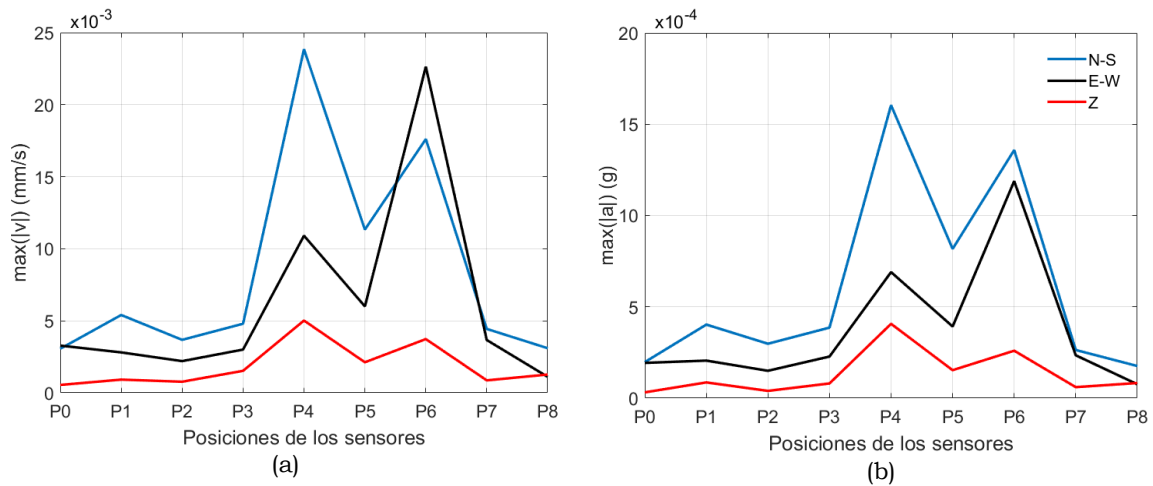 x10-3
25
20
15
10
5
0
max(|v|) (mm/s)
P0 P1 P2 P3 P4 P5 P6 P7 P8
Posiciones de los sensores
(a)
x10-4
20
15
10
5
0
max(|a|) (g)
N-S
E-W
Z
P0 P1 P2 P3 P4 P5 P6 P7 P8
Posiciones de los sensores
(b)